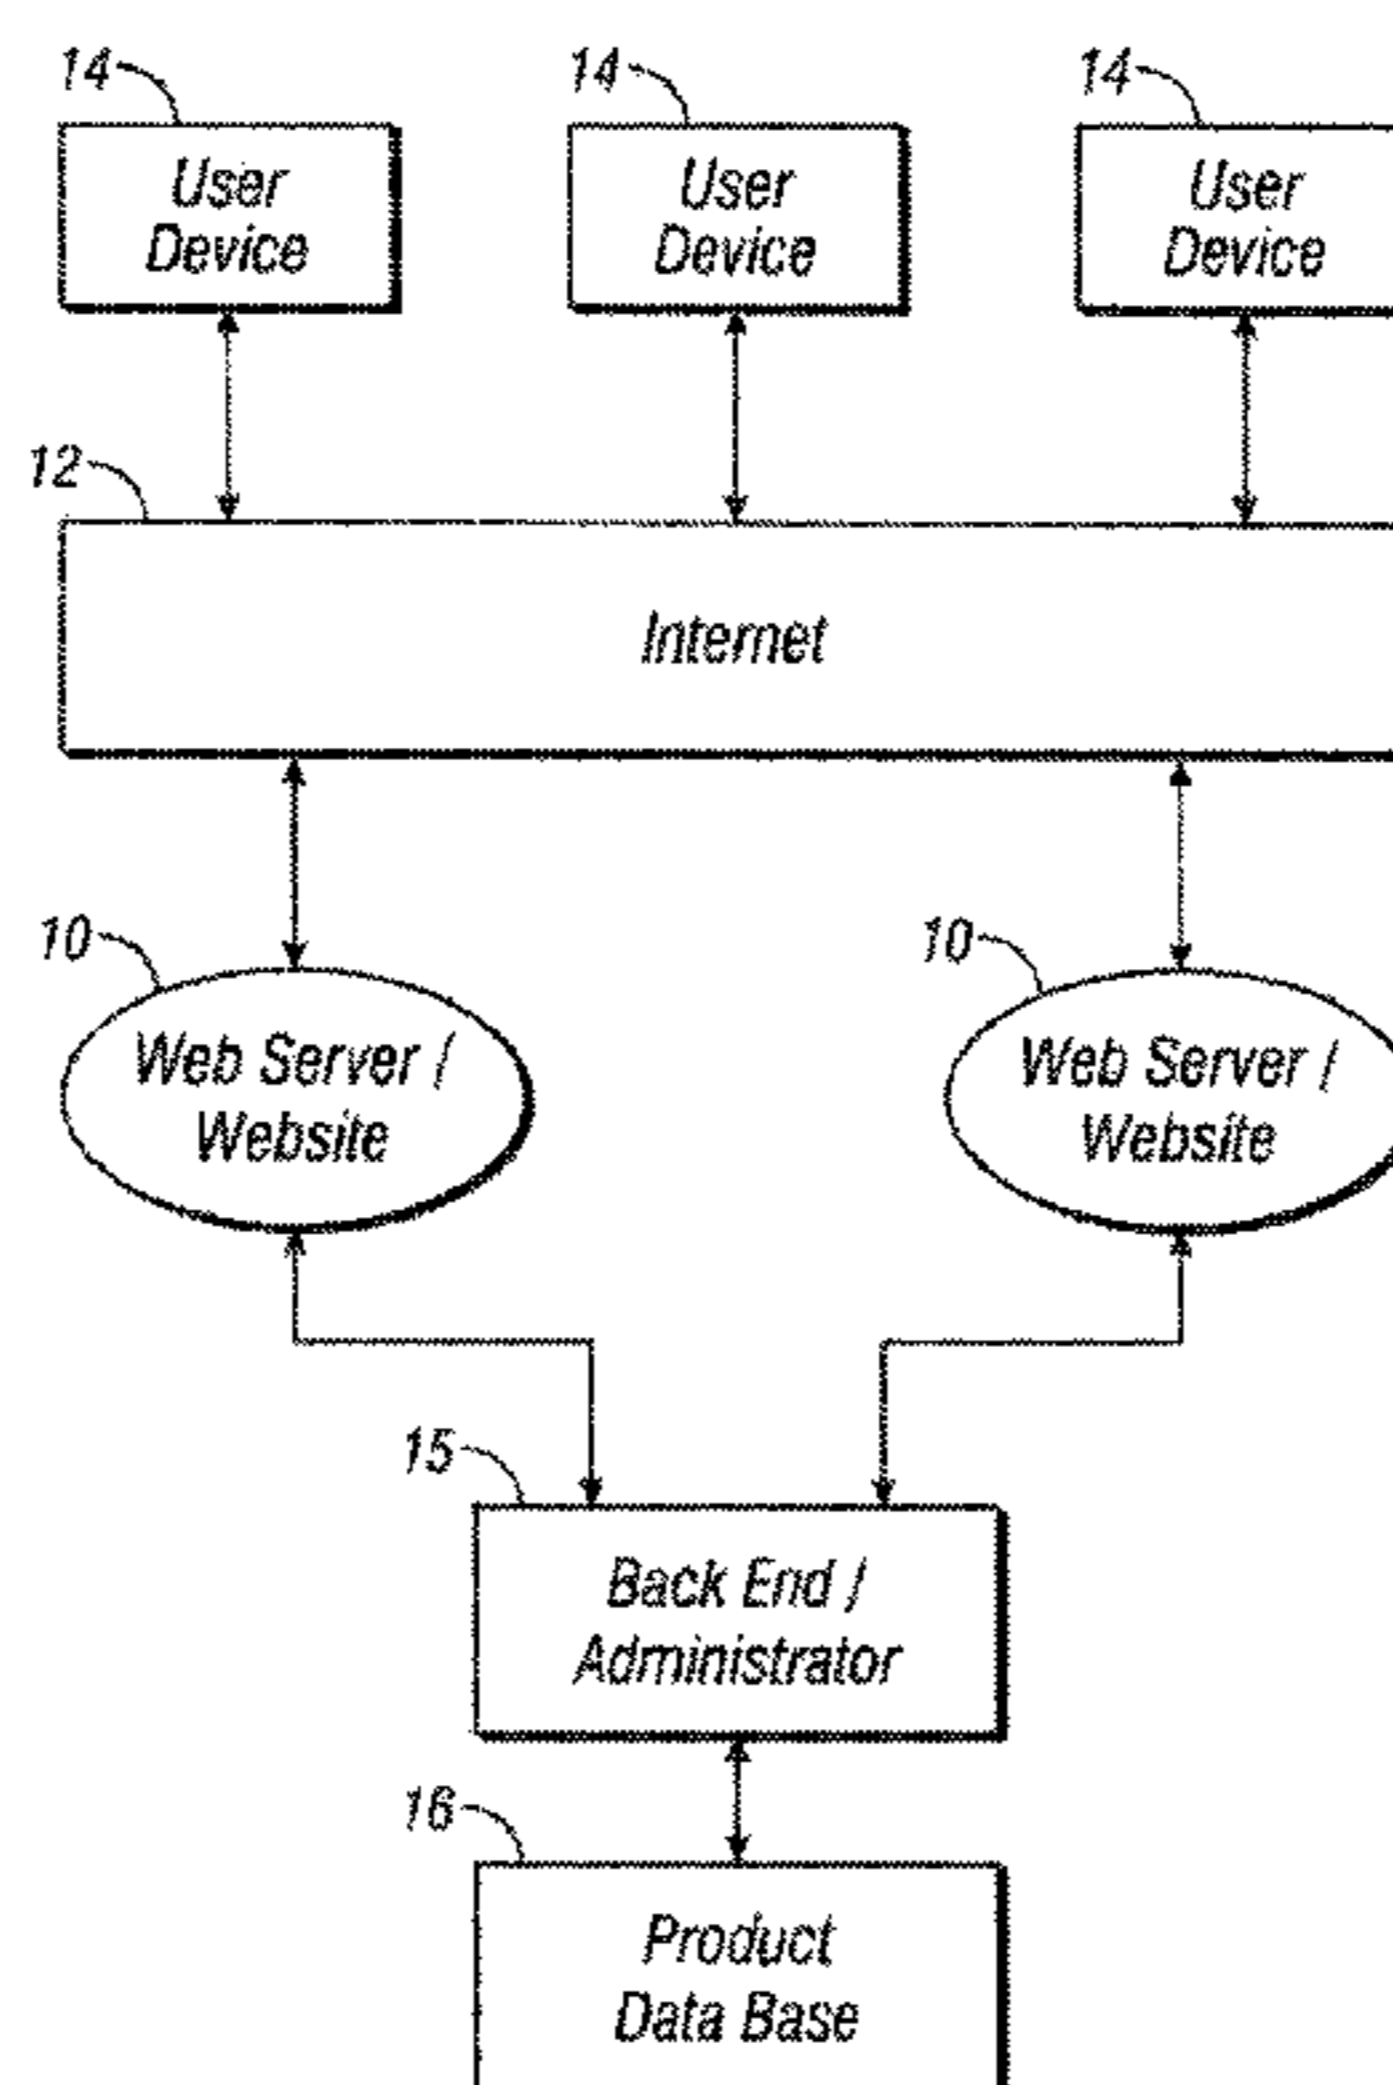 14 14 14
User User User
Device Device Device
12
Internet
10 10
Web Server / Web Server /
Website Website
15
Back End /
Administrator
16
Product
Data Base